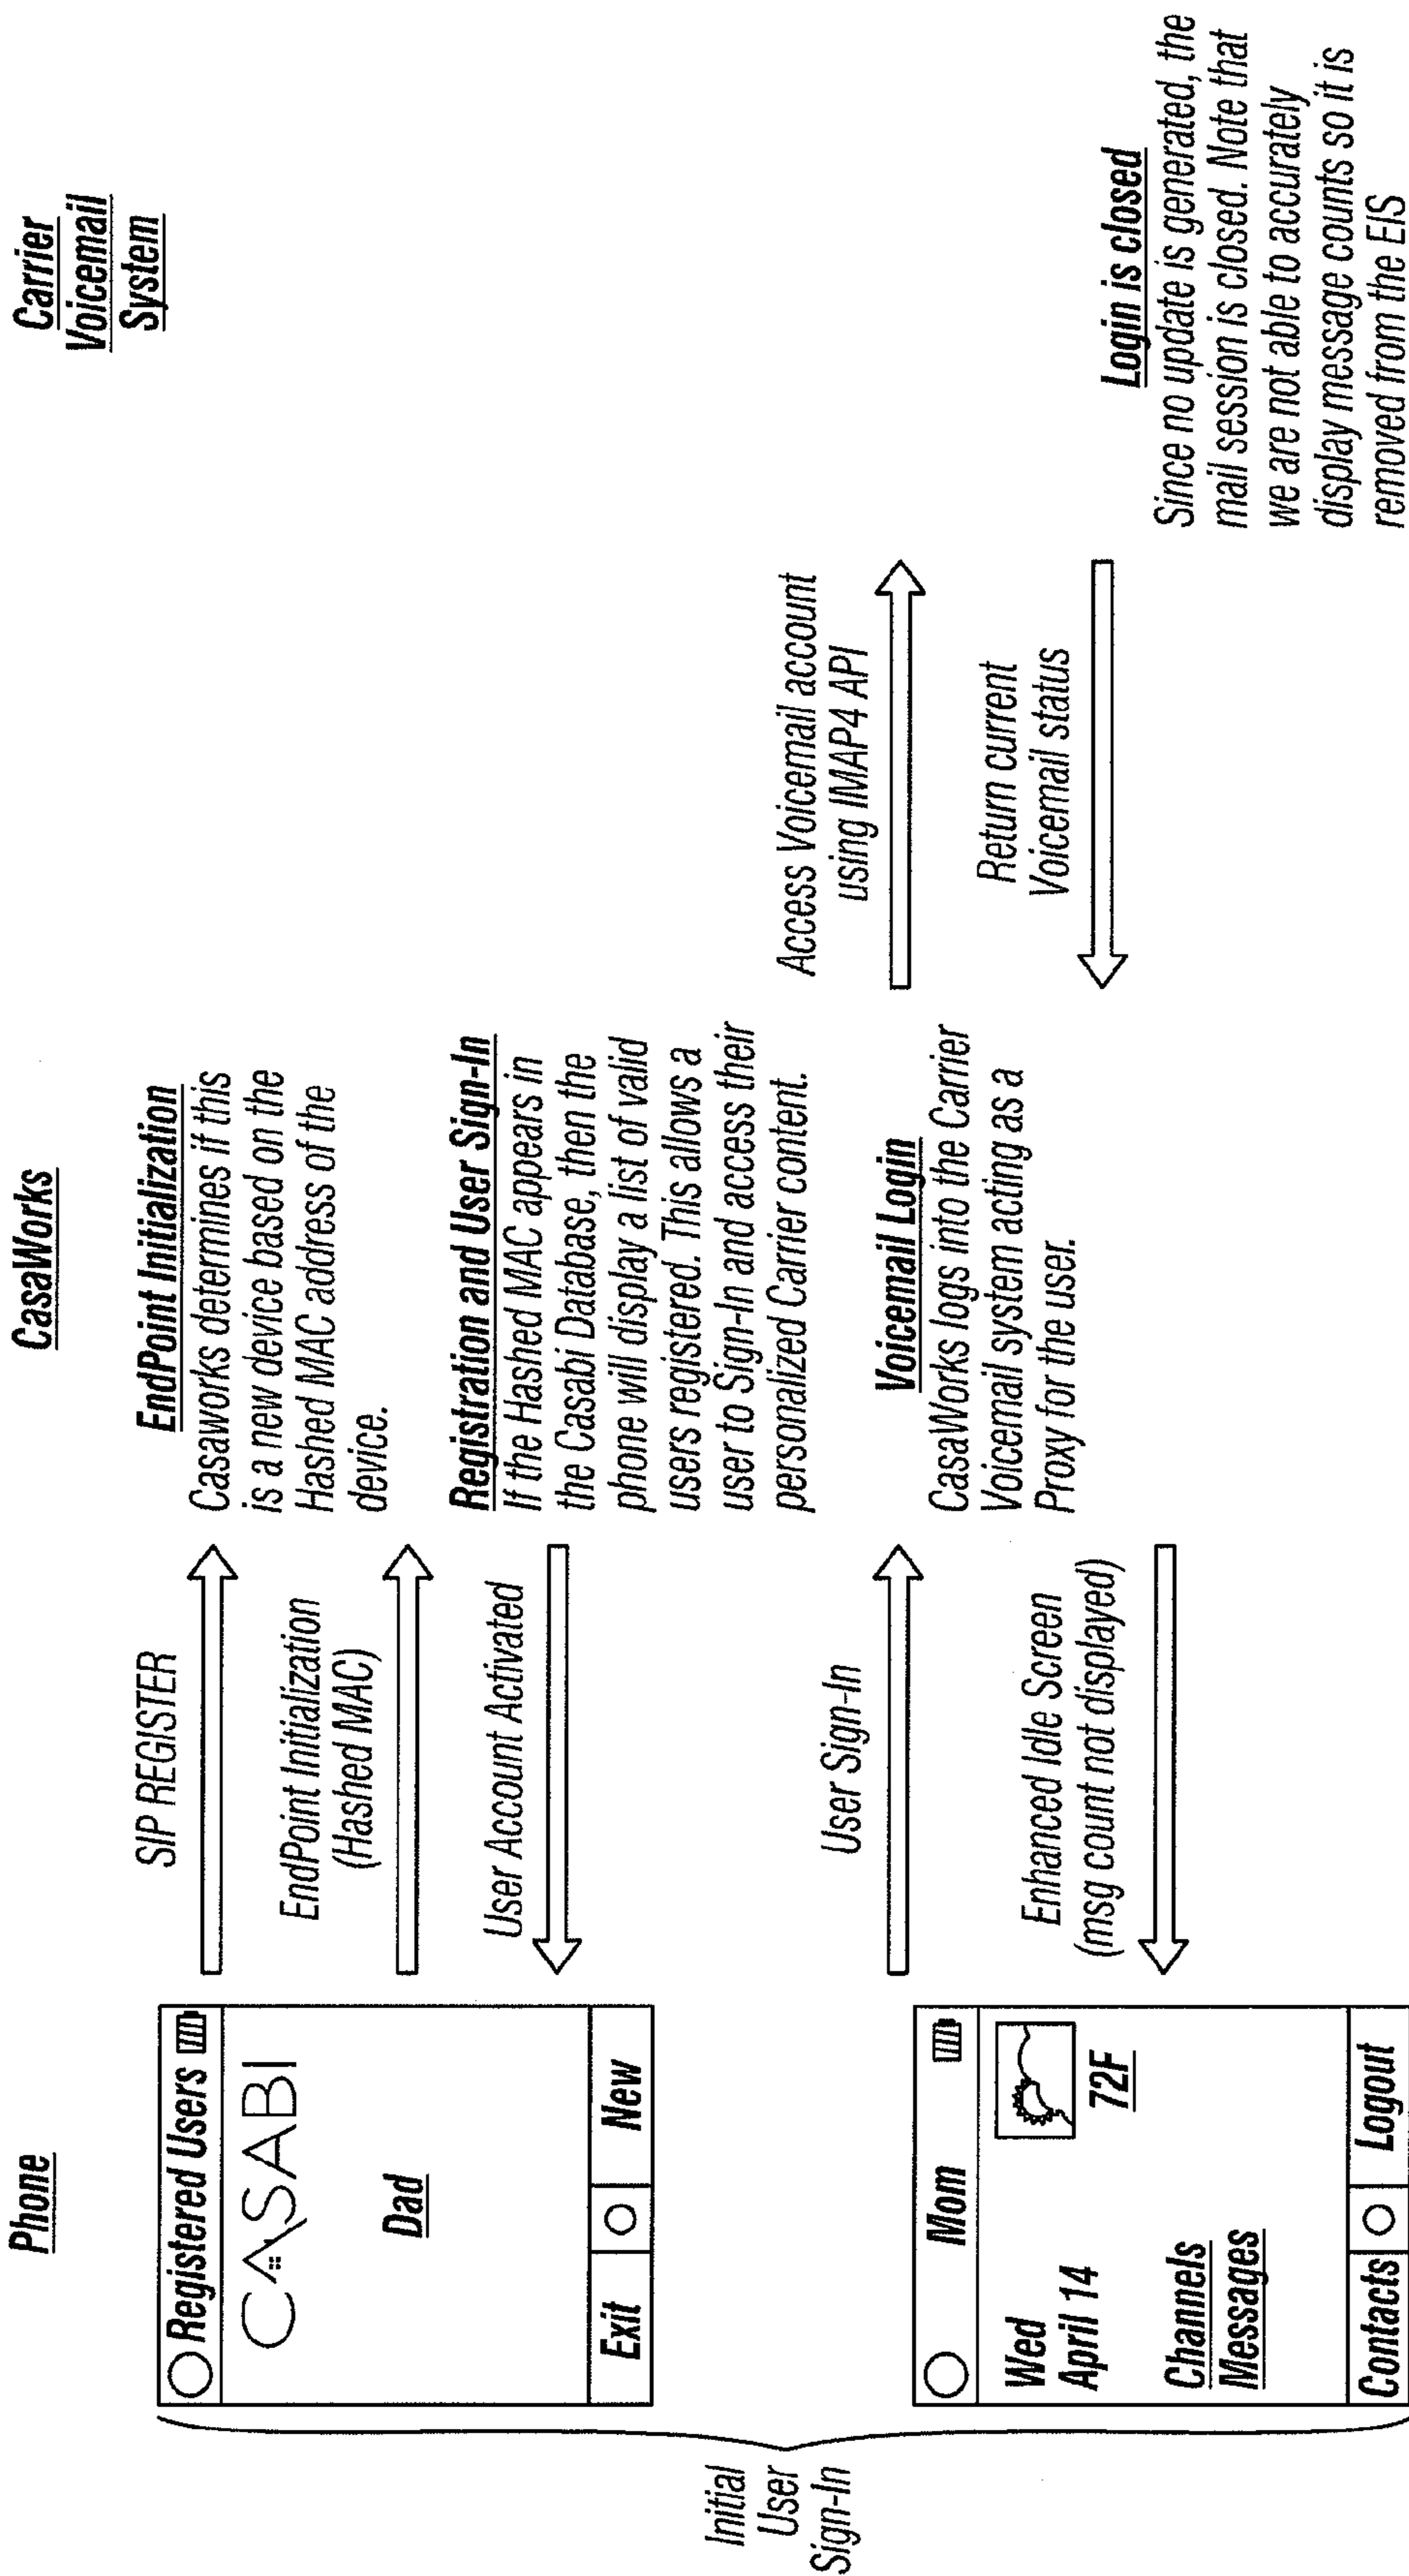 Phone
CasaWorks
Carrier
Voicemail
System
Initial
User
Sign-In
Registered Users
CASABI
Dad
Exit
New
SIP REGISTER
EndPoint Initialization
(Hashed MAC)
User Account Activated
EndPoint Initialization
Casaworks determines if this
is a new device based on the
Hashed MAC address of the
device.
Registration and User Sign-In
If the Hashed MAC appears in
the Casabi Database, then the
phone will display a list of valid
users registered. This allows a
user to Sign-In and access their
personalized Carrier content.
Mom
Wed
April 14
72F
Channels
Messages
Contacts
Logout
User Sign-In
Enhanced Idle Screen
(msg count not displayed)
Voicemail Login
CasaWorks logs into the Carrier
Voicemail system acting as a
Proxy for the user.
Access Voicemail account
using IMAP4 API
Return current
Voicemail status
Login is closed
Since no update is generated, the
mail session is closed. Note that
we are not able to accurately
display message counts so it is
removed from the EIS